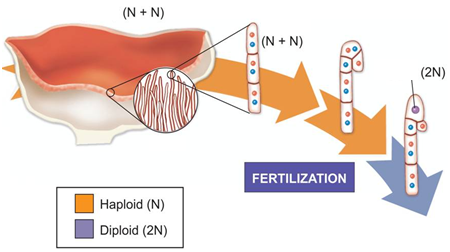 (N + N)
(N + N)
(2N)
FERTILIZATION
Haploid (N)
Diploid (2N)